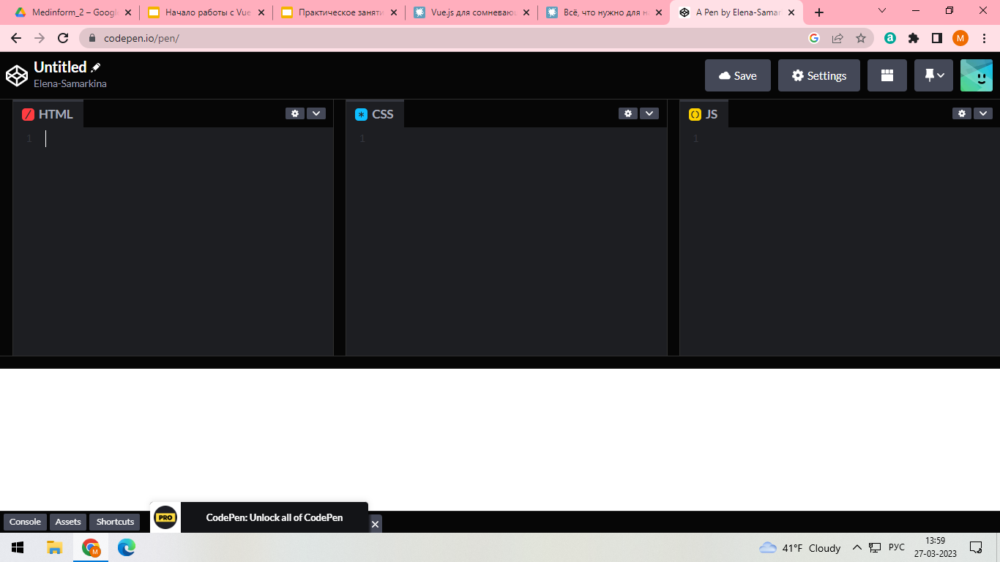 Medinform_2 – Googl
Начало работы с Vue
Практическое заняти
Vue.js для сомневающ
Всё, что нужно для н
A Pen by Elena-Samar
codepen.io/pen/
M
Untitled
Elena-Samarkina
Save
Settings
HTML
CSS
JS
1
1
1
Console
Assets
Shortcuts
PRO
CodePen: Unlock all of CodePen
M
41°F Cloudy
РУС
13:59
27-03-2023